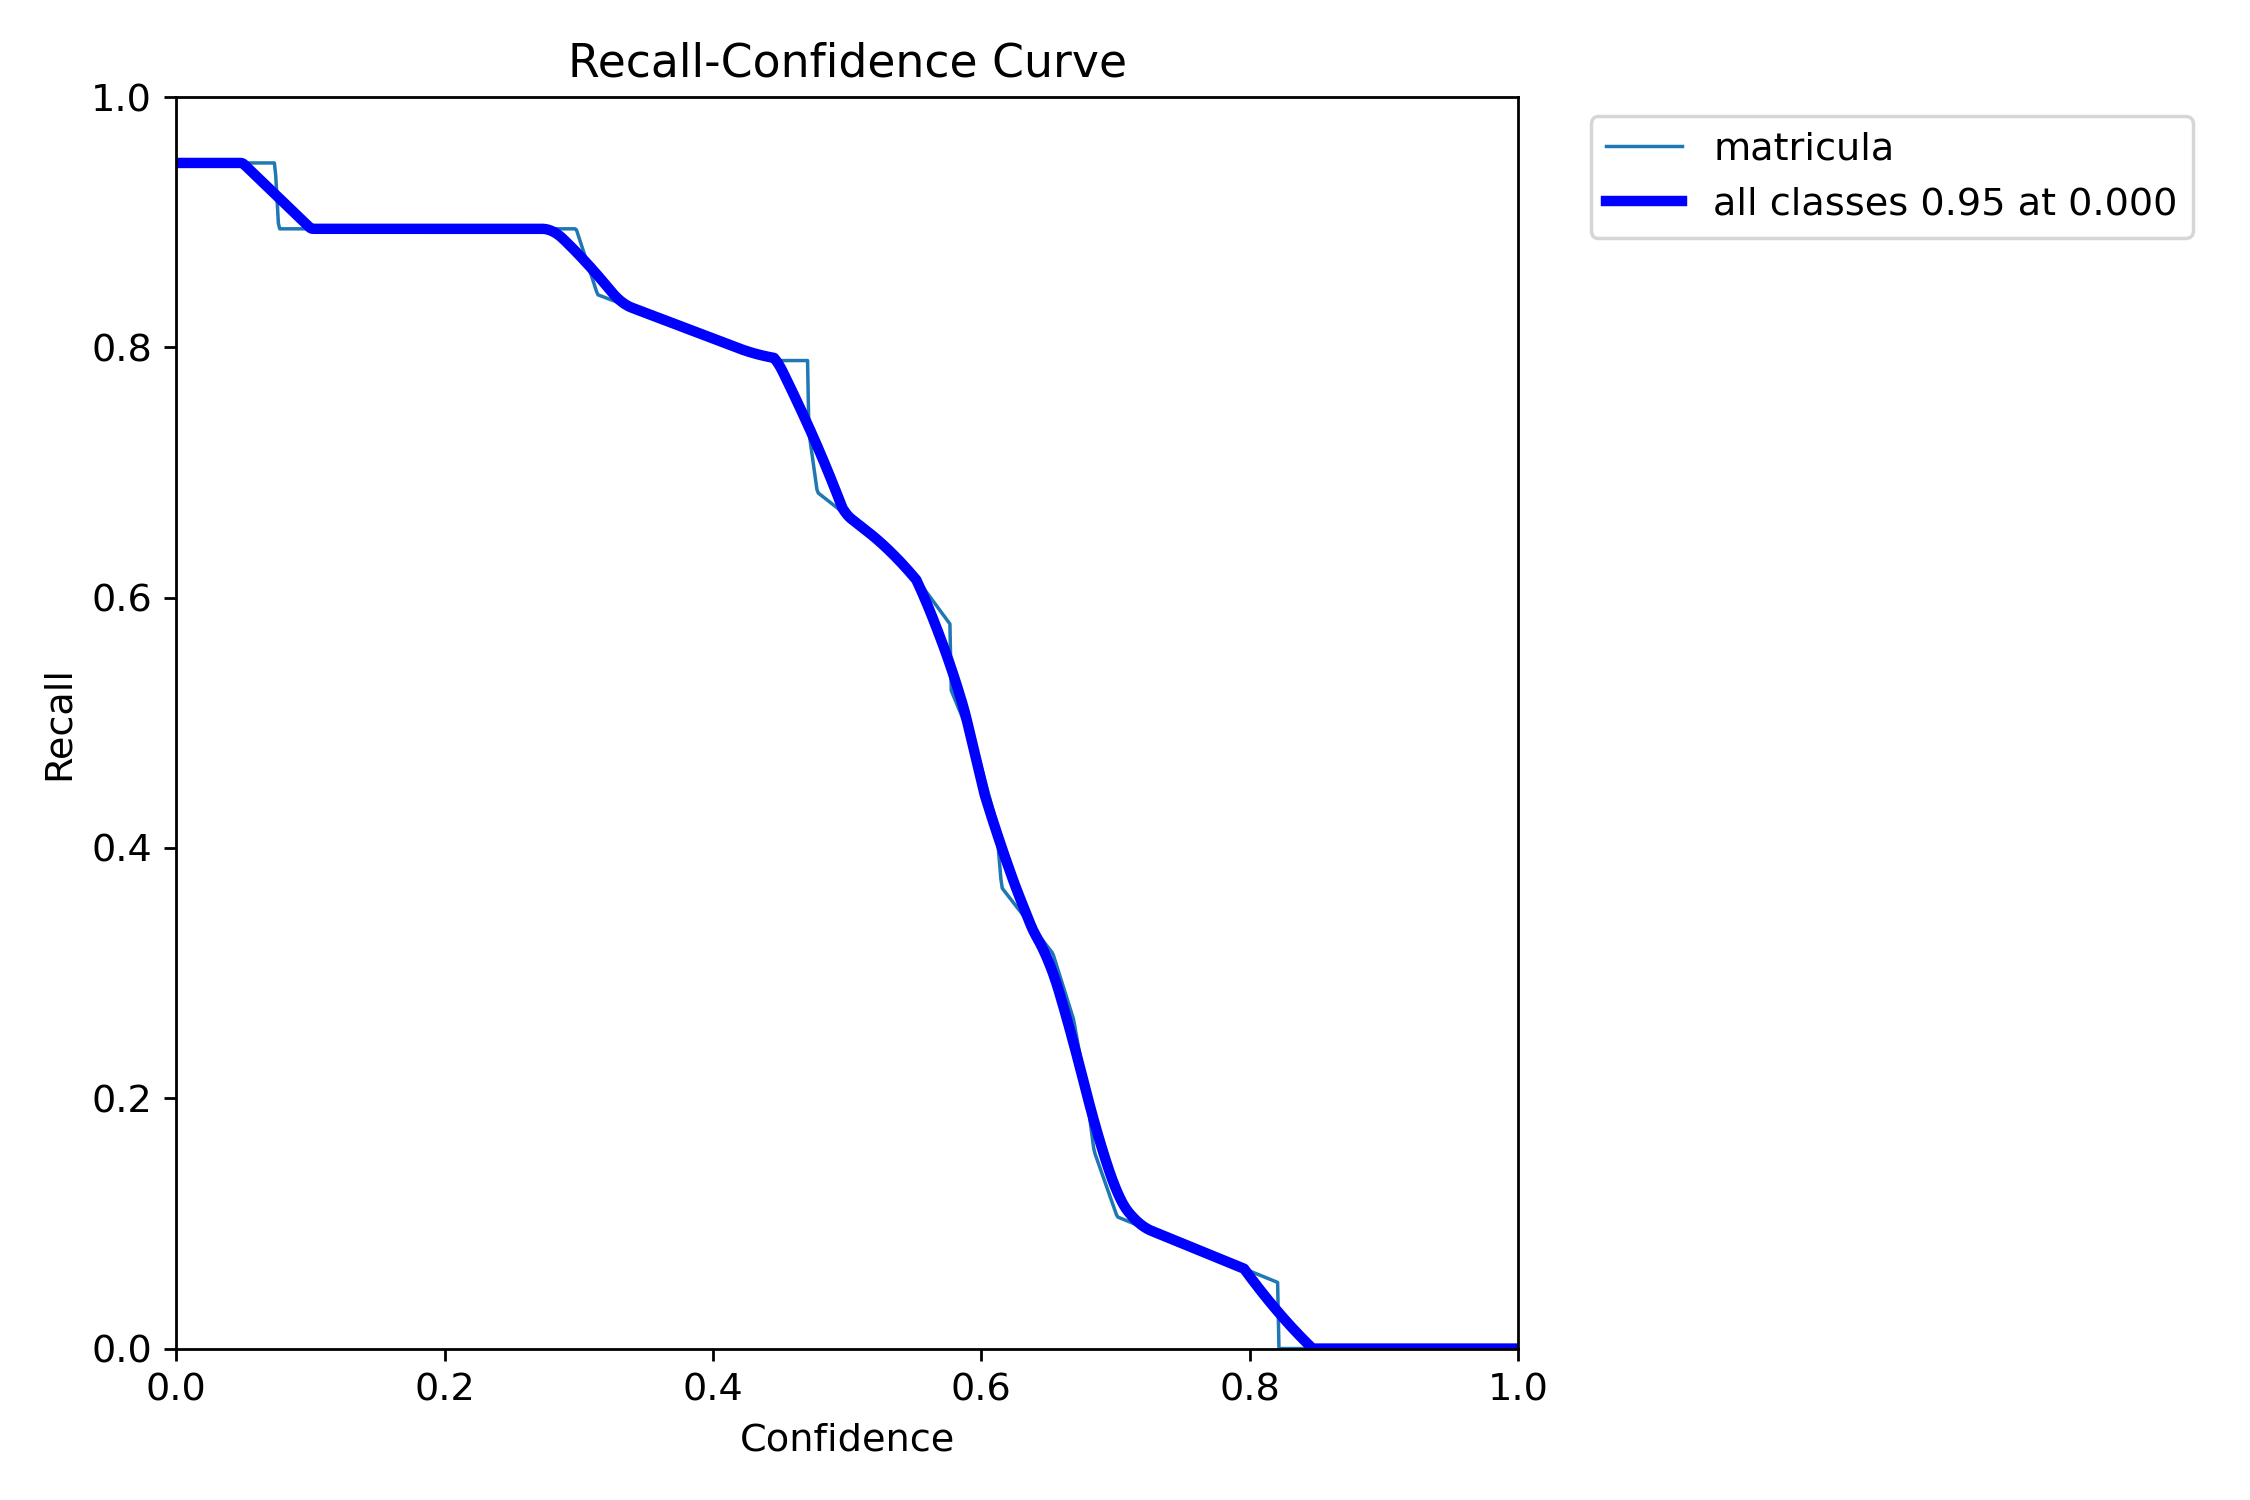 Recall-Confidence Curve
1.0
0.8
0.6
0.4
0.2
0.0
Recall
0.0 0.2 0.4 0.6 0.8 1.0
Confidence
matricula
all classes 0.95 at 0.000